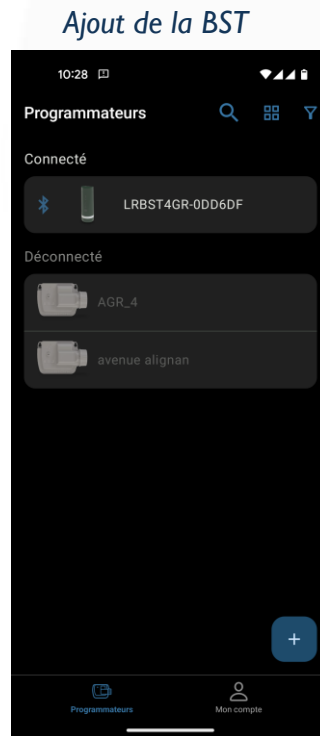 Ajout de la BST
10:28
Programmateurs
Connecté
LRBST4GR-0DD6DF
Déconnecté
AGR_4
avenue alignan
+
Programmateurs
Mon compte